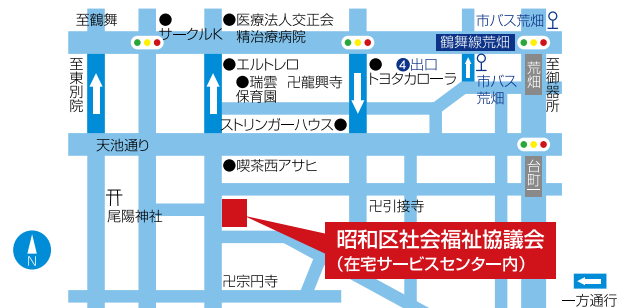 至鶴舞
サークルK
医療法人交正会
精治療病院
市バス荒畑
鶴舞線荒畑
至東別院
エルトレロ
瑞雲
保育園
卍龍興寺
❹出口
トヨタカローラ
市バス
荒畑
荒畑
至御器所
ストリンガーハウス
天池通り
喫茶西アサヒ
台町一
尾陽神社
卍引接寺
昭和区社会福祉協議会
(在宅サービスセンター内)
卍宗円寺
N
一方通行